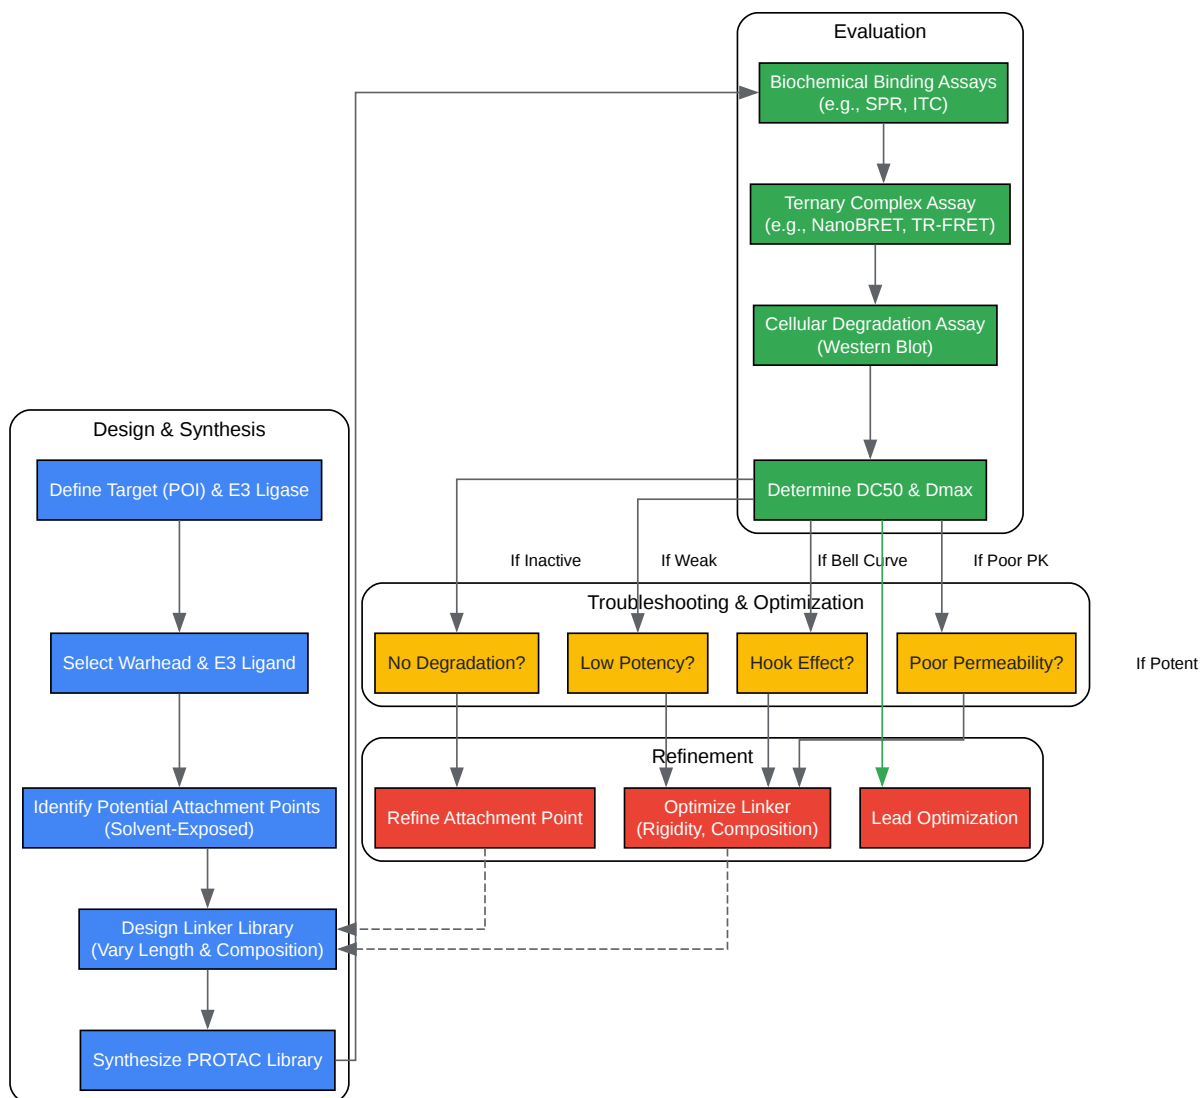 Evaluation
Biochemical Binding Assays
(e.g., SPR, ITC)
Ternary Complex Assay
(e.g., NanoBRET, TR-FRET)
Cellular Degradation Assay
(Western Blot)
Determine DC50 & Dmax
Design & Synthesis
Define Target (POI) & E3 Ligase
Select Warhead & E3 Ligand
Identify Potential Attachment Points
(Solvent-Exposed)
Design Linker Library
(Vary Length & Composition)
Synthesize PROTAC Library
If Inactive
If Weak
If Bell Curve
If Poor PK
If Potent
Troubleshooting & Optimization
No Degradation?
Low Potency?
Hook Effect?
Poor Permeability?
Refinement
Refine Attachment Point
Optimize Linker
(Rigidity, Composition)
Lead Optimization